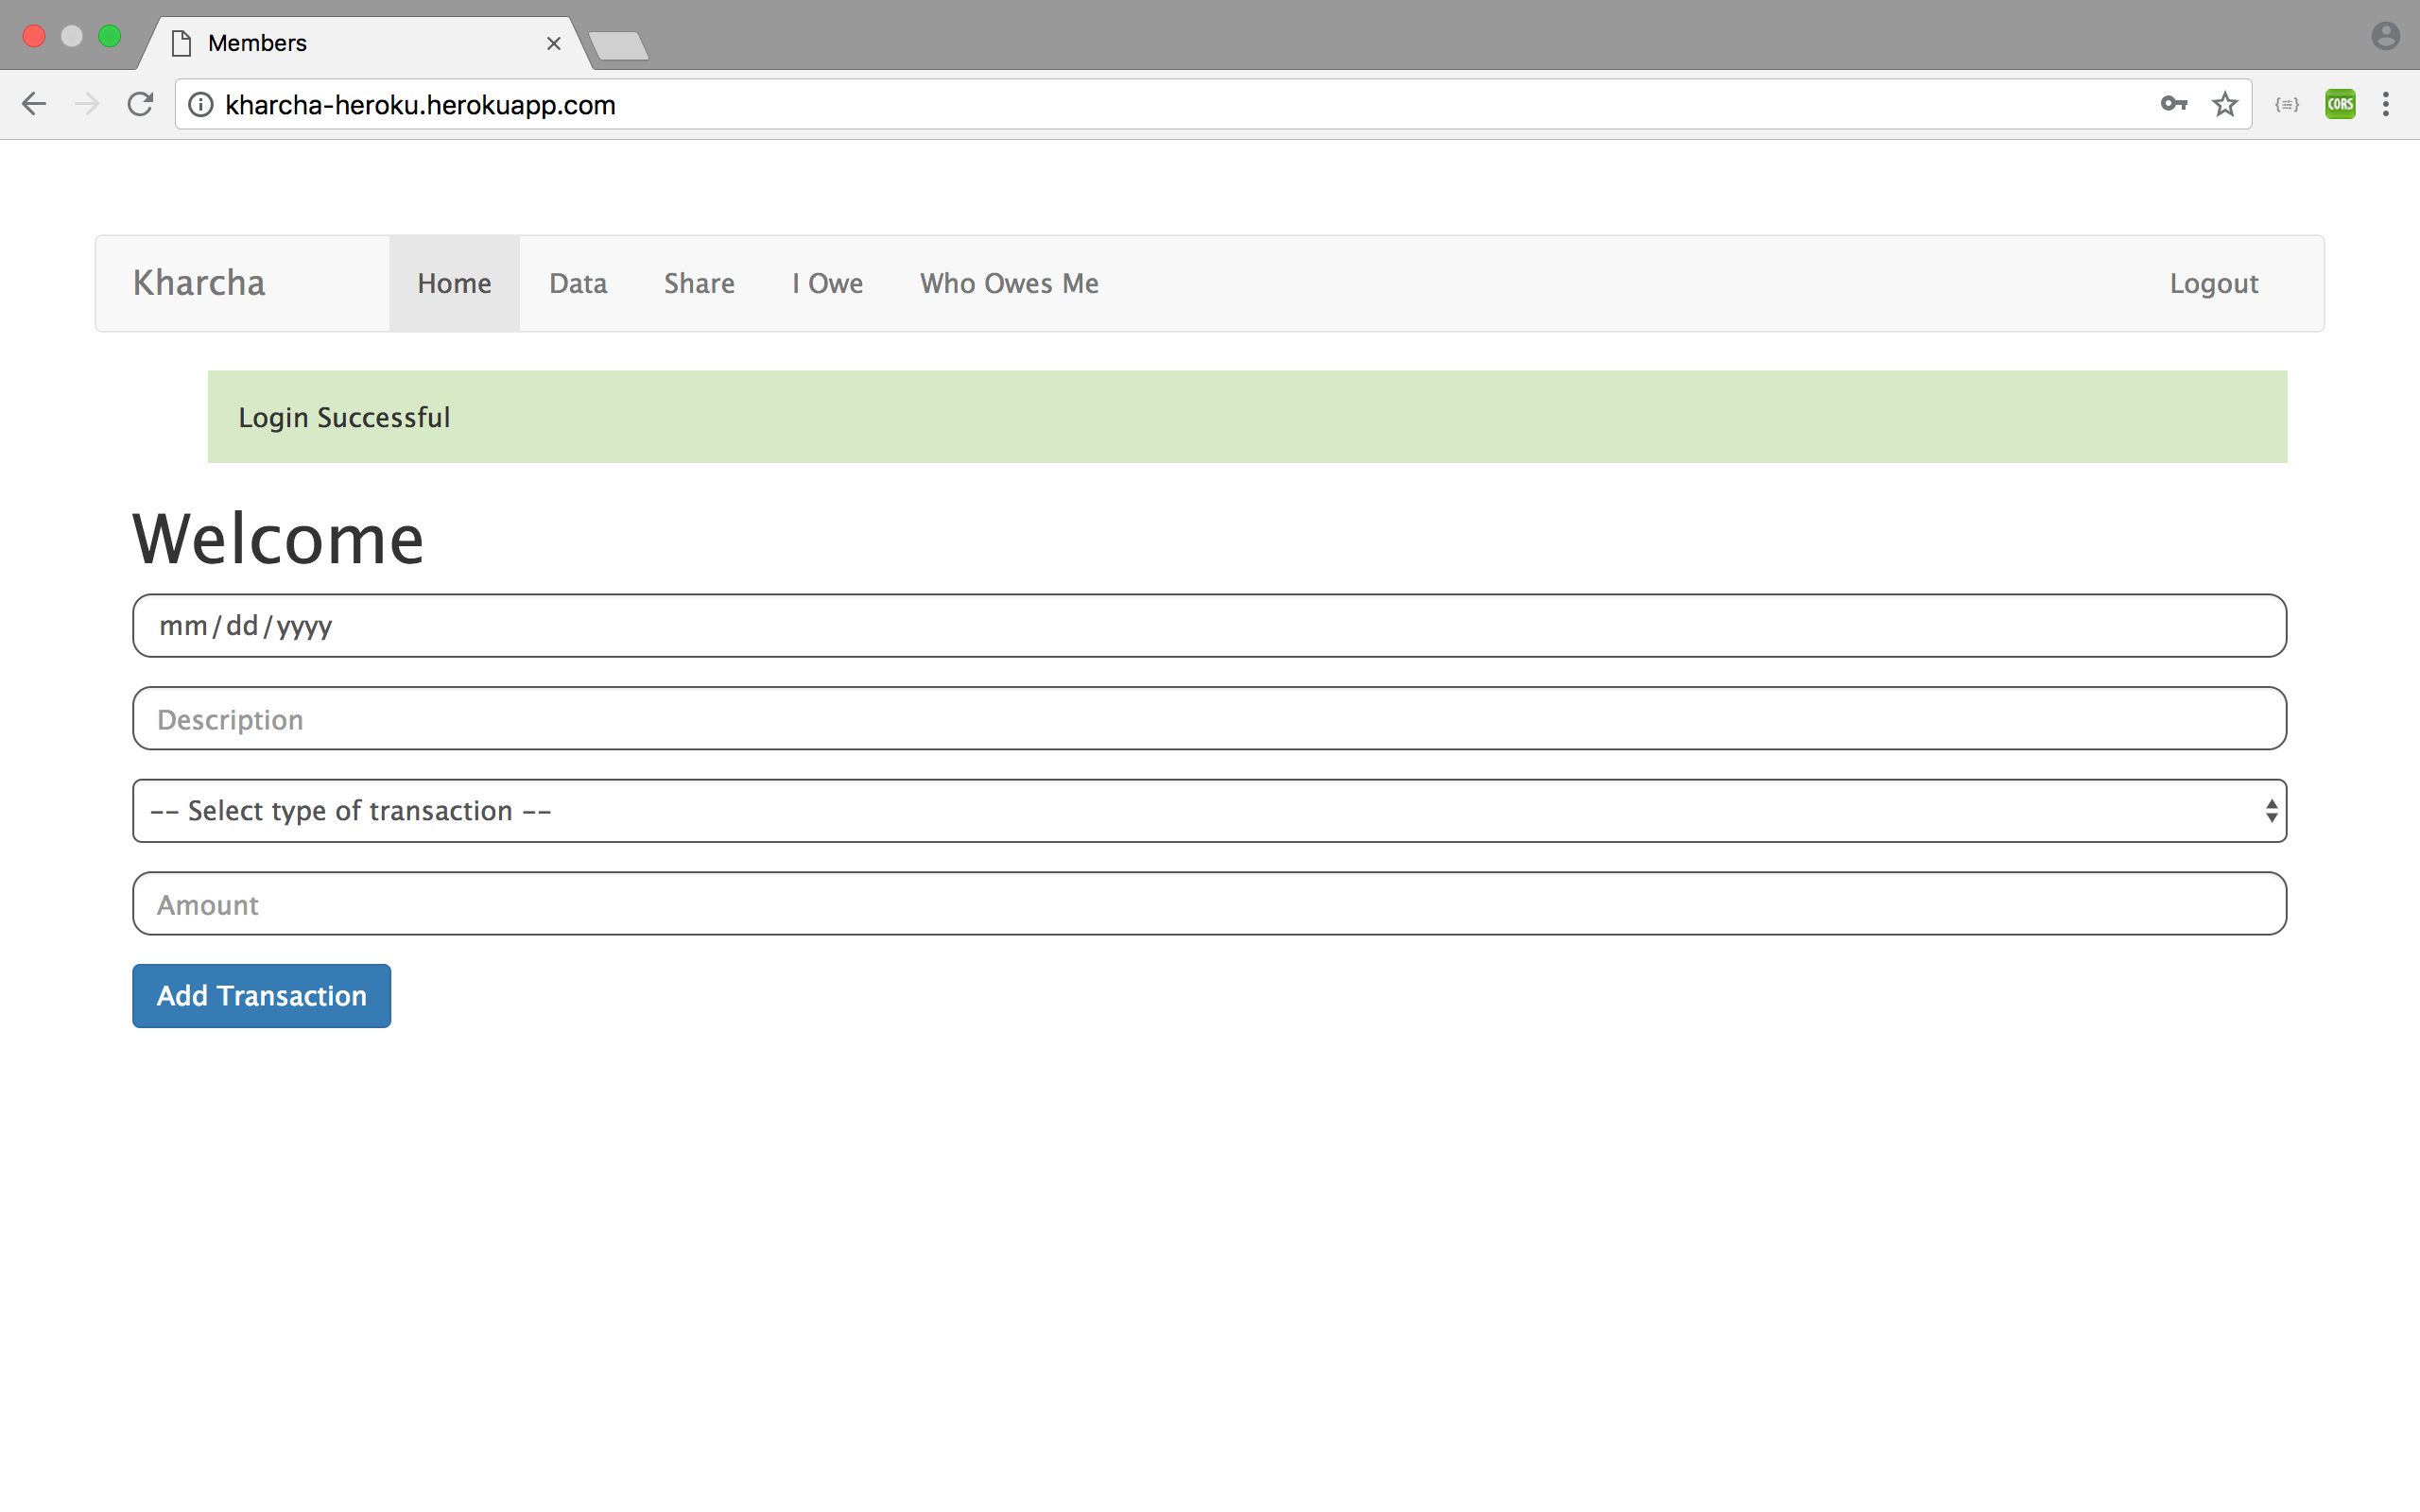 Members
kharcha-heroku.herokuapp.com
{≡}
CORS
Kharcha Home Data Share I Owe Who Owes Me Logout
Login Successful
Welcome
mm/dd/yyyy
Description
-- Select type of transaction --
Amount
Add Transaction